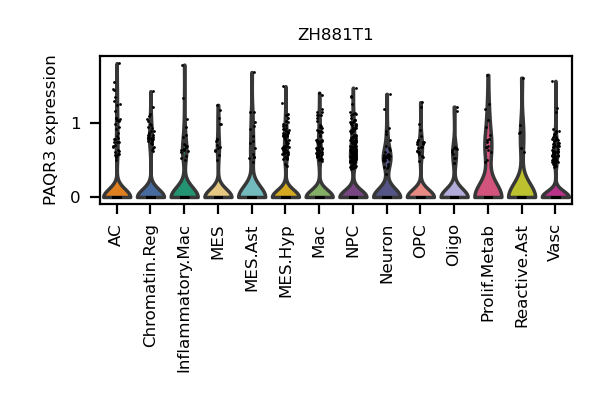 ZH881T1
PAQR3 expression
1
0
AC
Chromatin.Reg
Inflammatory.Mac
MES
MES.Ast
MES.Hyp
Mac
NPC
Neuron
OPC
Oligo
Prolif.Metab
Reactive.Ast
Vasc